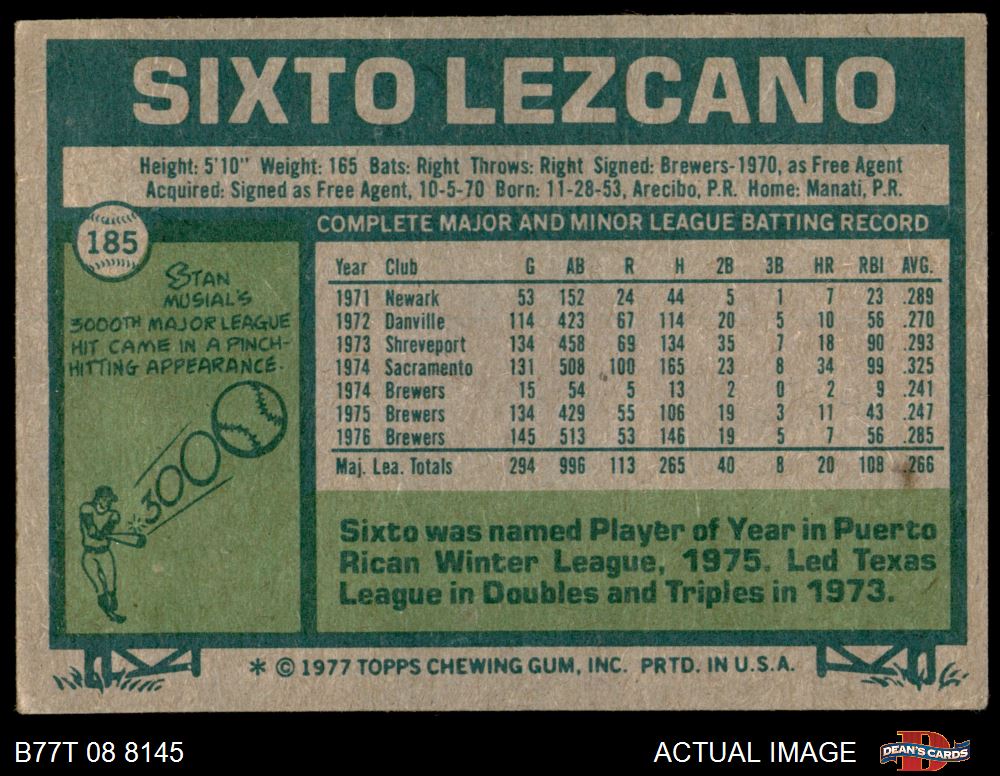 SIXTO LEZCANO
Height: 5'10" Weight: 165 Bats: Right Throws: Right Signed: Brewers-1970, as Free Agent
Acquired: Signed as Free Agent, 10-5-70 Born: 11-28-53, Arecibo, P.R. Home: Manati, P.R.
185
STAN
MUSIAL'S
3000TH MAJOR LEAGUE
HIT CAME IN A PINCH-
HITTING APPEARANCE.
3000
COMPLETE MAJOR AND MINOR LEAGUE BATTING RECORD
Year Club G AB R H 2B 3B HR RBI AVG.
1971 Newark 53 152 24 44 5 1 7 23 .289
1972 Danville 114 423 67 114 20 5 10 56 .270
1973 Shreveport 134 458 69 134 35 7 18 90 .293
1974 Sacramento 131 508 100 165 23 8 34 99 .325
1974 Brewers 15 54 5 13 2 0 2 9 .241
1975 Brewers 134 429 55 106 19 3 11 43 .247
1976 Brewers 145 513 53 146 19 5 7 56 .285
Maj. Lea. Totals 294 996 113 265 40 8 20 108 .266
Sixto was named Player of Year in Puerto
Rican Winter League, 1975. Led Texas
League in Doubles and Triples in 1973.
* © 1977 TOPPS CHEWING GUM, INC. PRTD. IN U.S.A.
B77T 08 8145
ACTUAL IMAGE
D
DEAN'S CARDS